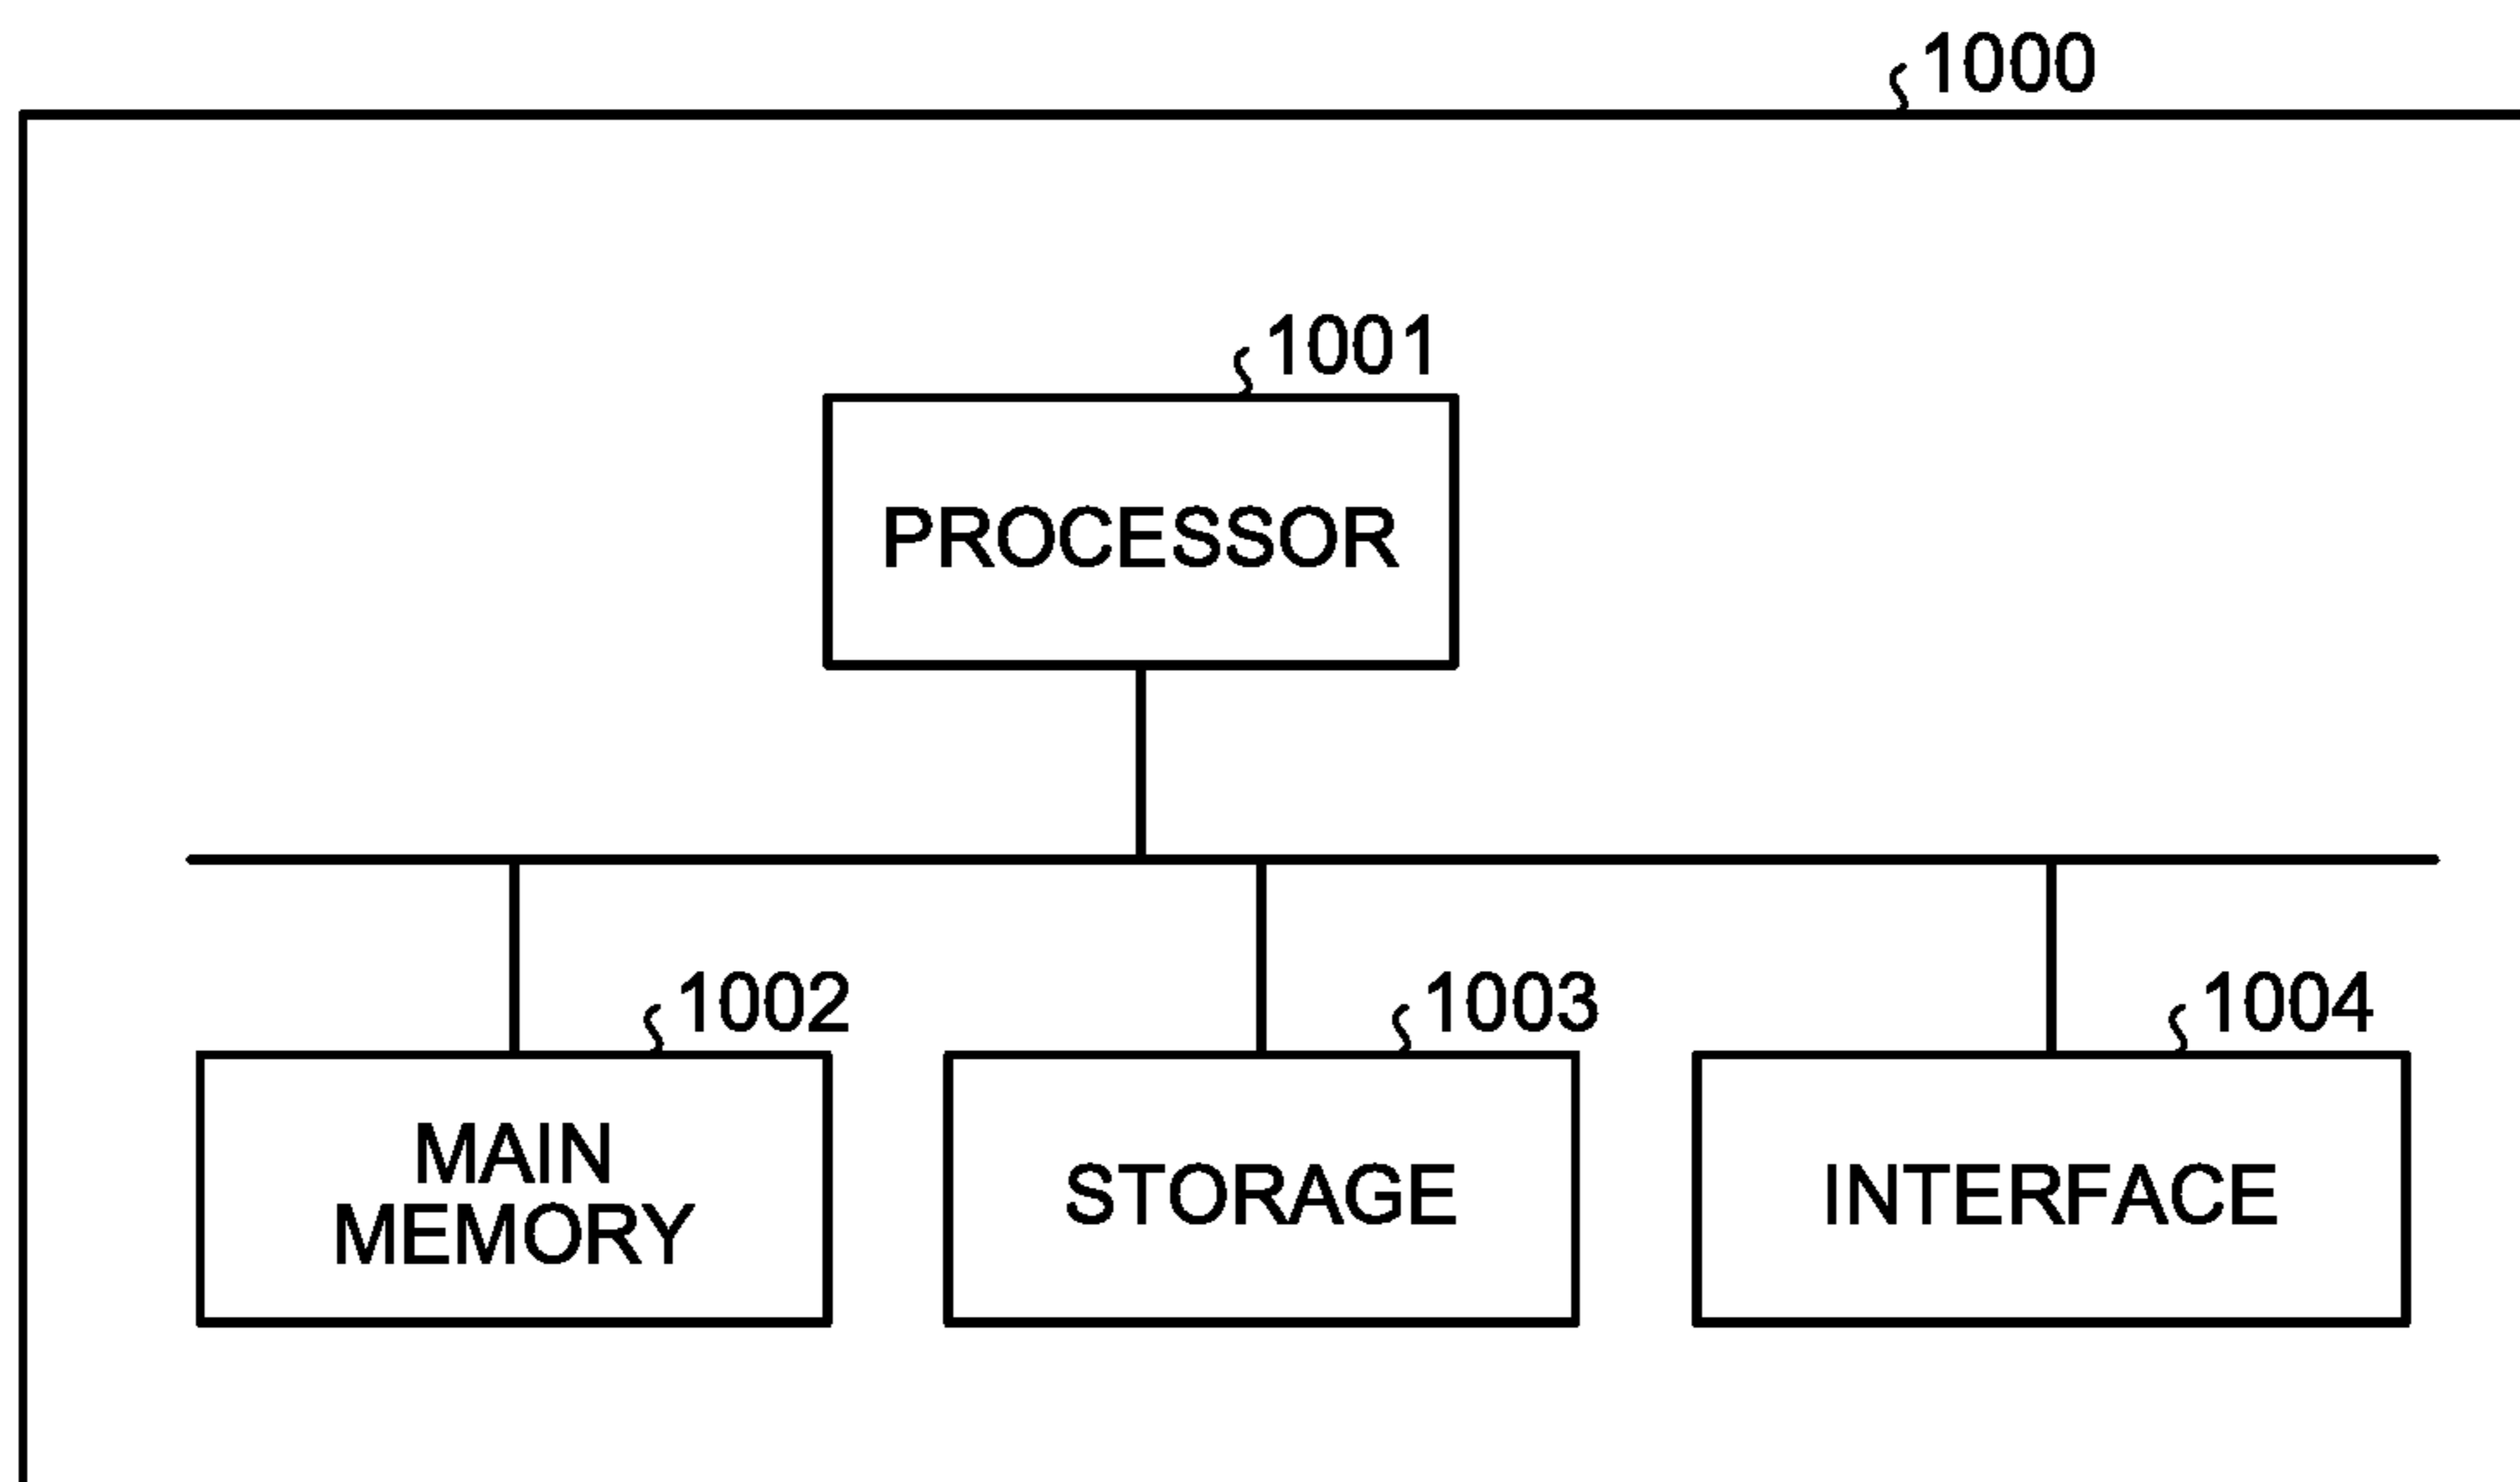 1000
1001
PROCESSOR
1002
1003
1004
MAIN
MEMORY
STORAGE
INTERFACE